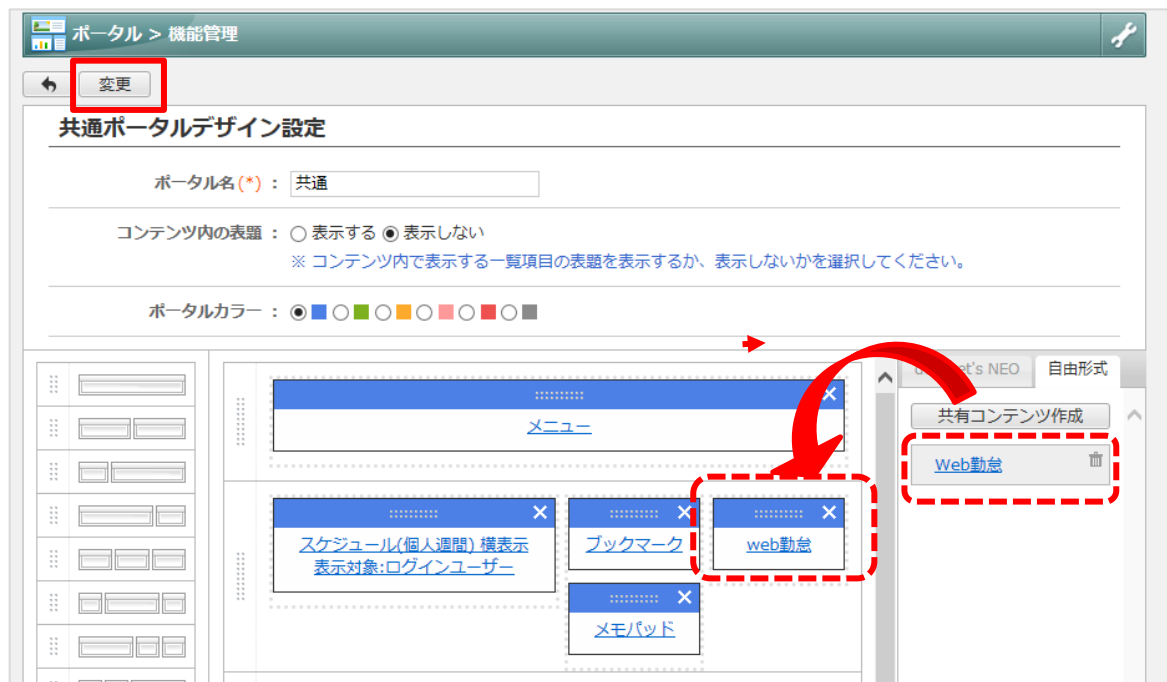 ポータル > 機能管理
変更
共通ポータルデザイン設定
ポータル名(*) : 共通
コンテンツ内の表題 : 表示する 表示しない
※ コンテンツ内で表示する一覧項目の表題を表示するか、表示しないかを選択してください。
ポータルカラー :
et's NEO 自由形式
共有コンテンツ作成
Web勤怠
メニュー
スケジュール(個人週間) 横表示
表示対象:ログインユーザー
ブックマーク
web勤怠
メモパッド